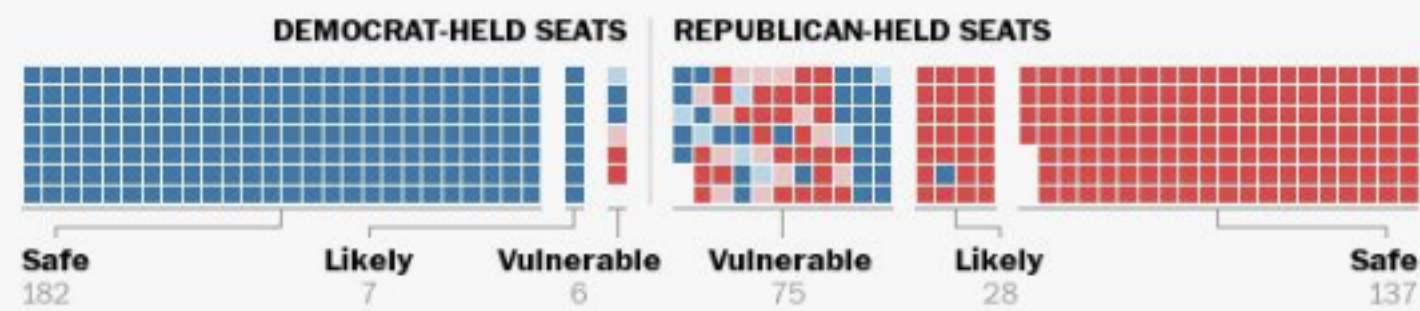 DEMOCRAT-HELD SEATS REPUBLICAN-HELD SEATS
Safe Likely Vulnerable Vulnerable Likely Safe
182 7 6 75 28 137